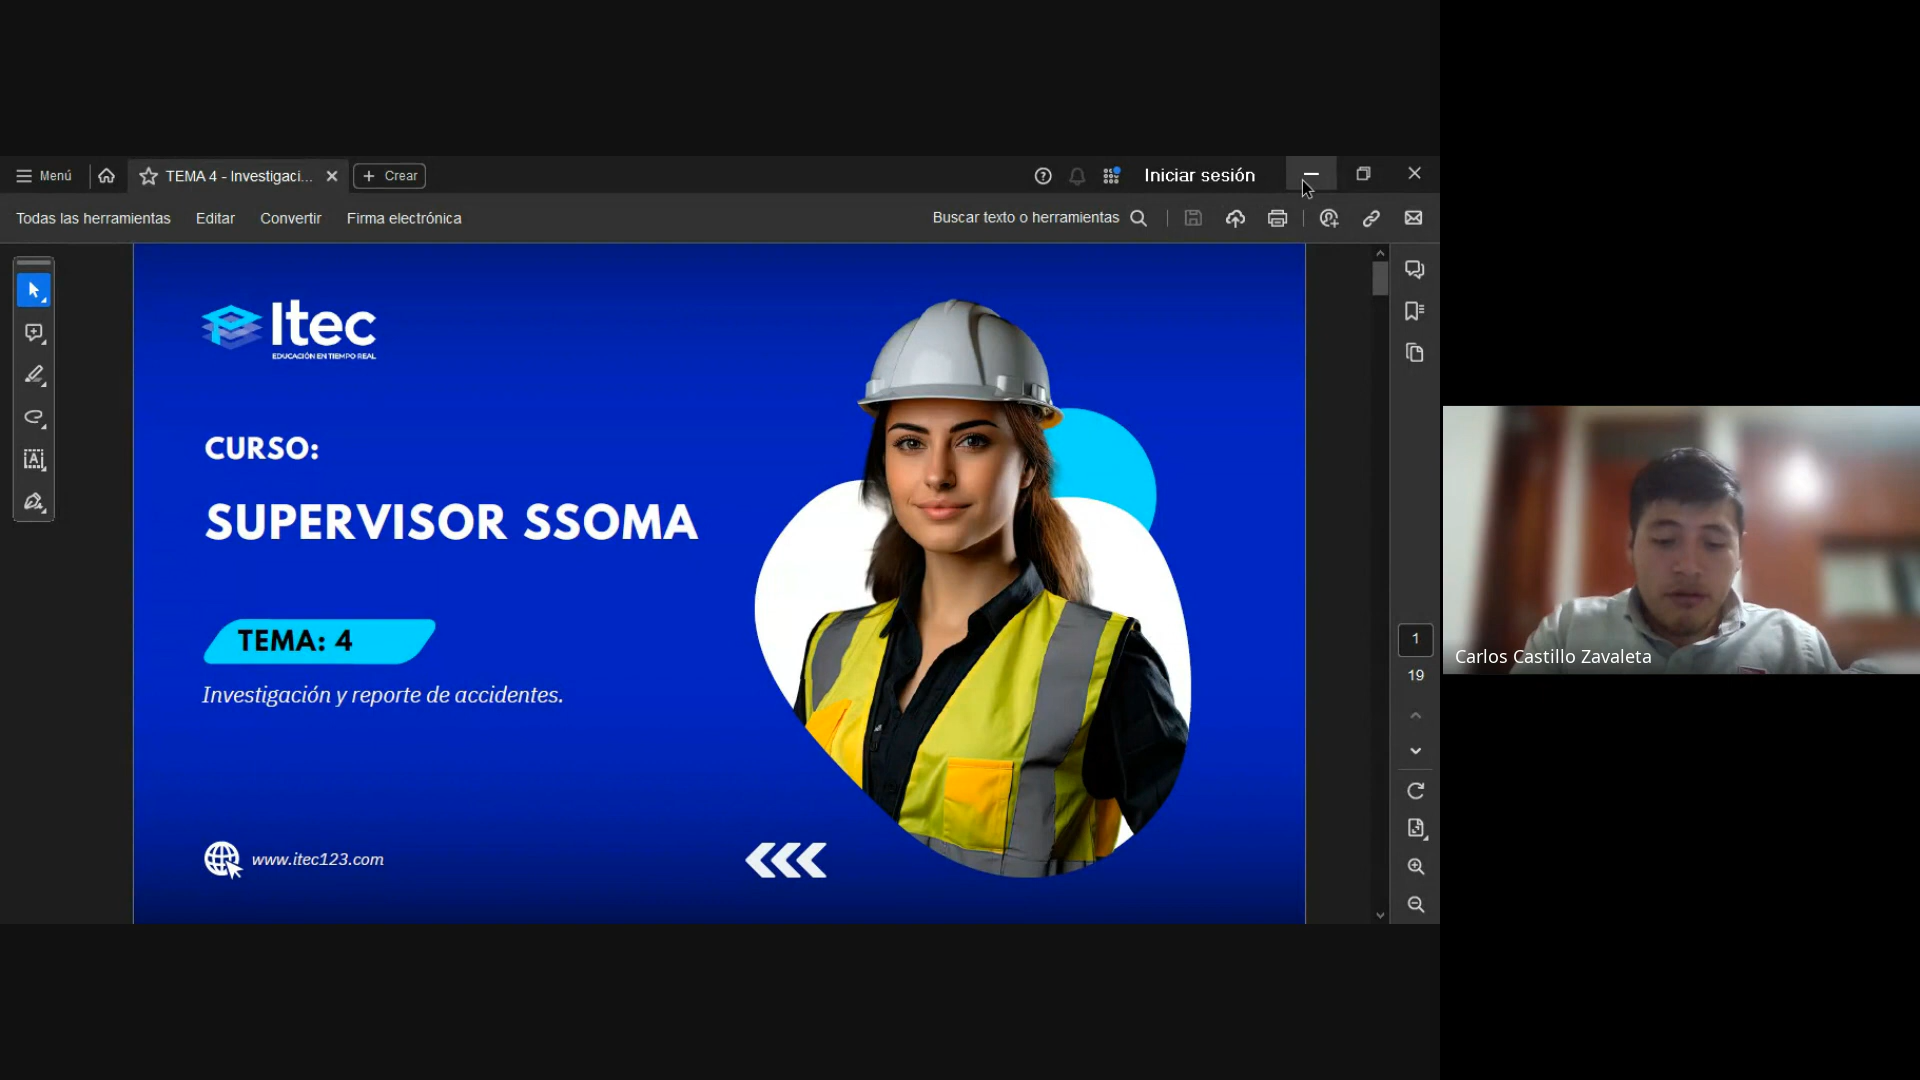 Menú
TEMA 4 - Investigaci...
Crear
Iniciar sesión
Todas las herramientas
Editar
Convertir
Firma electrónica
Buscar texto o herramientas
Itec
EDUCACIÓN EN TIEMPO REAL
CURSO:
SUPERVISOR SSOMA
TEMA: 4
Investigación y reporte de accidentes.
www.itec123.com
1
19
Carlos Castillo Zavaleta